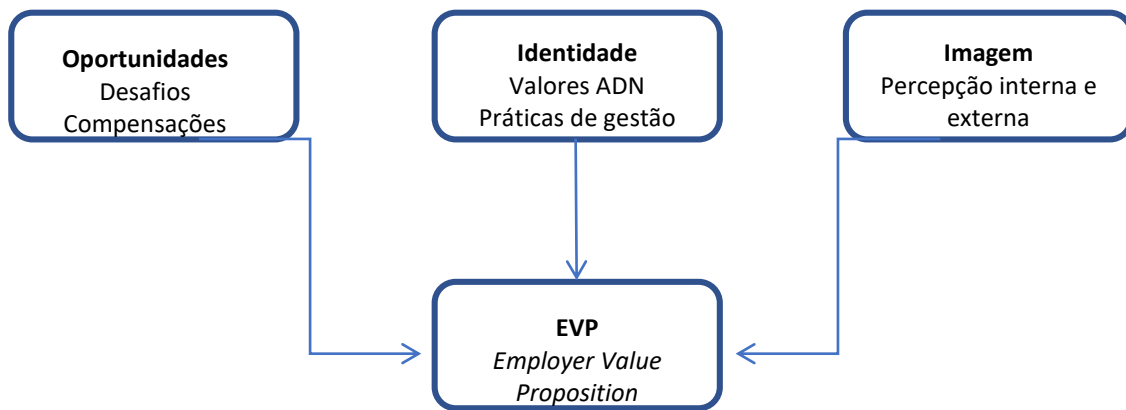 Oportunidades
Desafios
Compensações
Identidade
Valores ADN
Práticas de gestão
Imagem
Percepção interna e
externa
EVP
Employer Value
Proposition